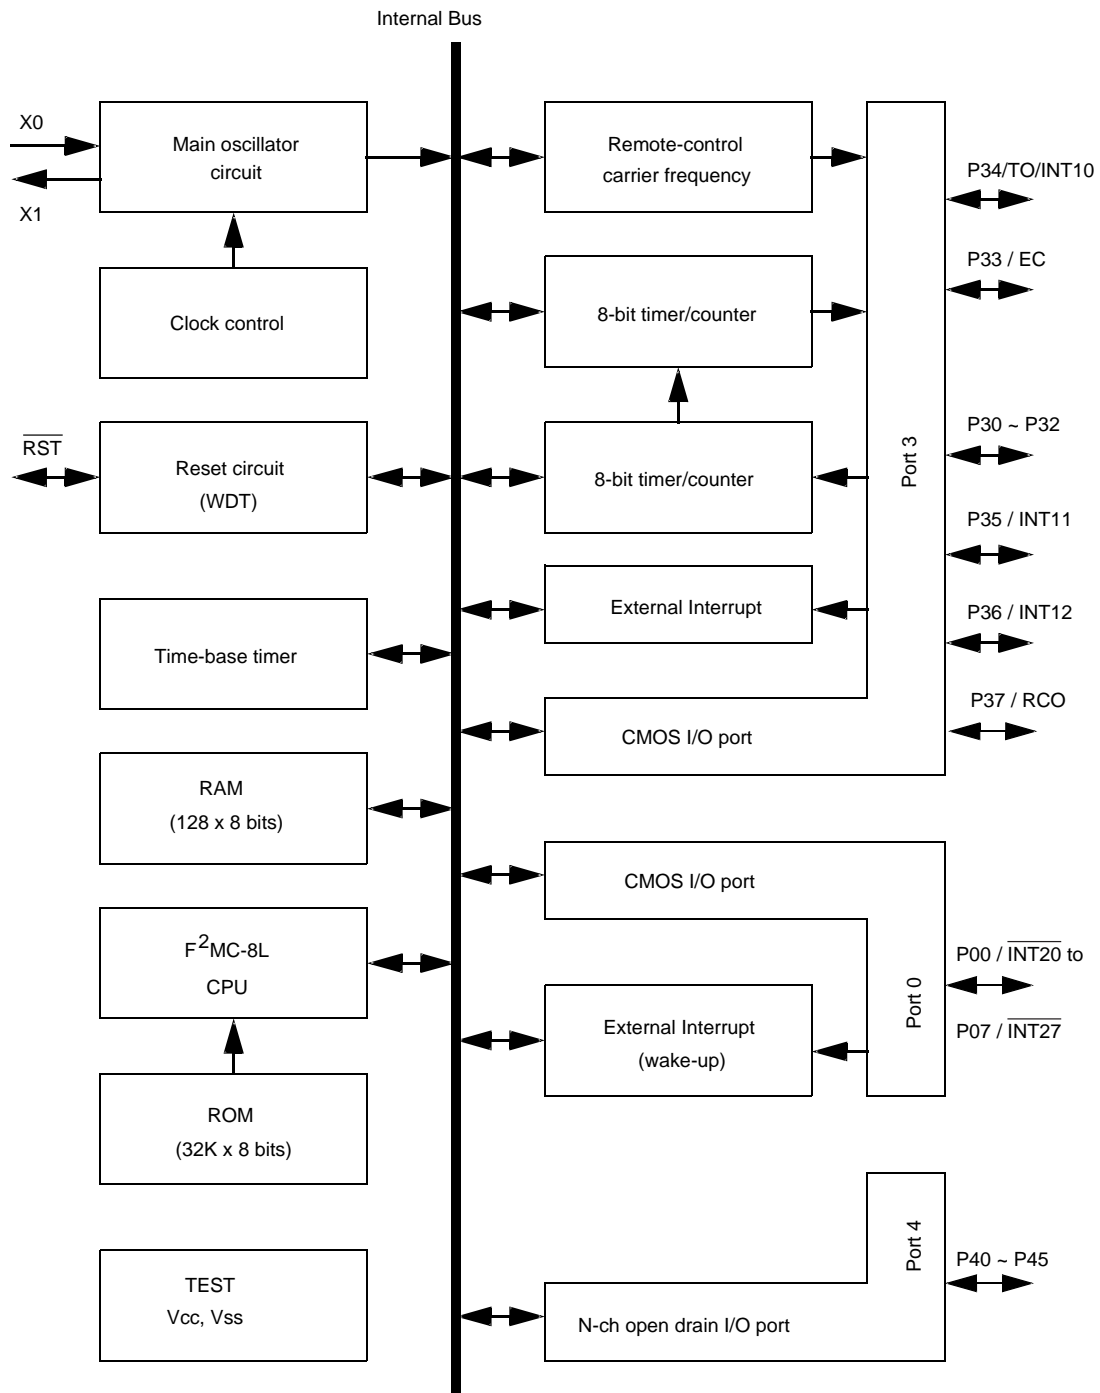 Internal Bus
X0
X1
Main oscillator
circuit
Clock control
RST
Reset circuit
(WDT)
Time-base timer
RAM
(128 x 8 bits)
F²MC-8L
CPU
ROM
(32K x 8 bits)
TEST
Vcc, Vss
Remote-control
carrier frequency
8-bit timer/counter
8-bit timer/counter
External Interrupt
CMOS I/O port
Port 3
P34/TO/INT10
P33 / EC
P30 ~ P32
P35 / INT11
P36 / INT12
P37 / RCO
CMOS I/O port
External Interrupt
(wake-up)
Port 0
P00 / INT20 to
P07 / INT27
N-ch open drain I/O port
Port 4
P40 ~ P45